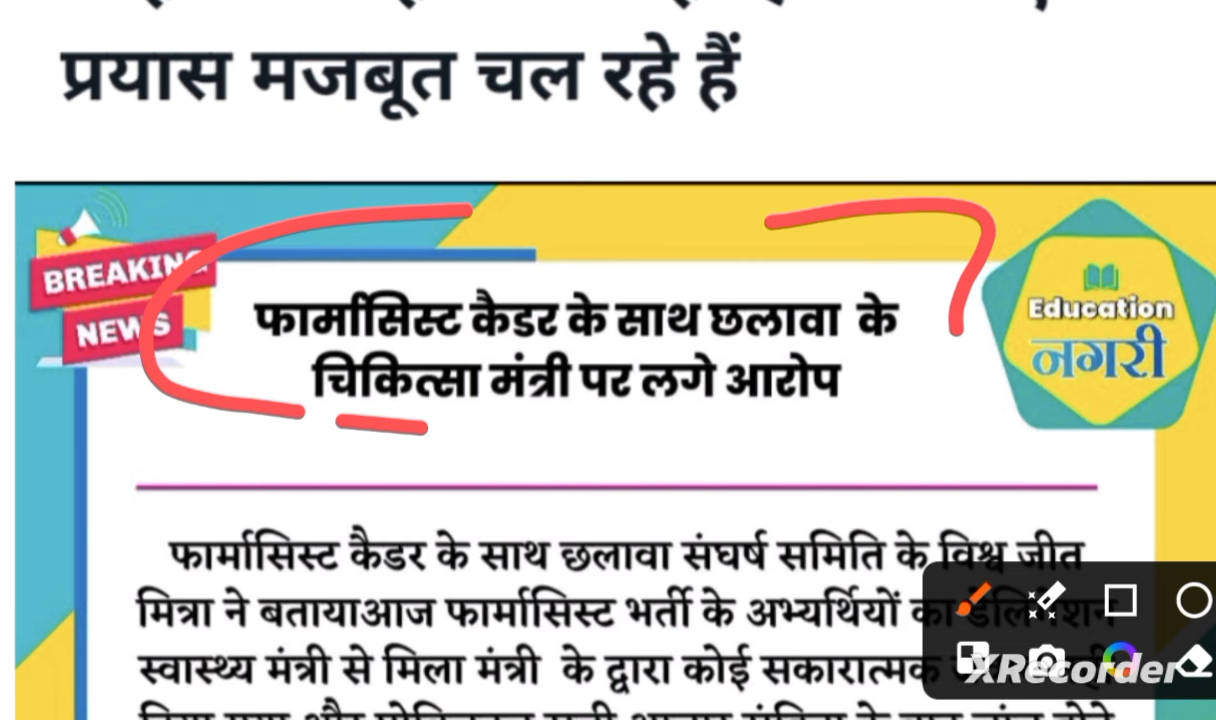 प्रयास मजबूत चल रहे हैं
BREAKING
NEWS
Education
नगरी
फार्मासिस्ट कैडर के साथ छलावा के
चिकित्सा मंत्री पर लगे आरोप
फार्मासिस्ट कैडर के साथ छलावा संघर्ष समिति के विश्व जीत
मित्रा ने बतायाआज फार्मासिस्ट भर्ती के अभ्यर्थियों का डेलिगेशन
स्वास्थ्य मंत्री से मिला मंत्री के द्वारा कोई सकारात्मक
XRecorder